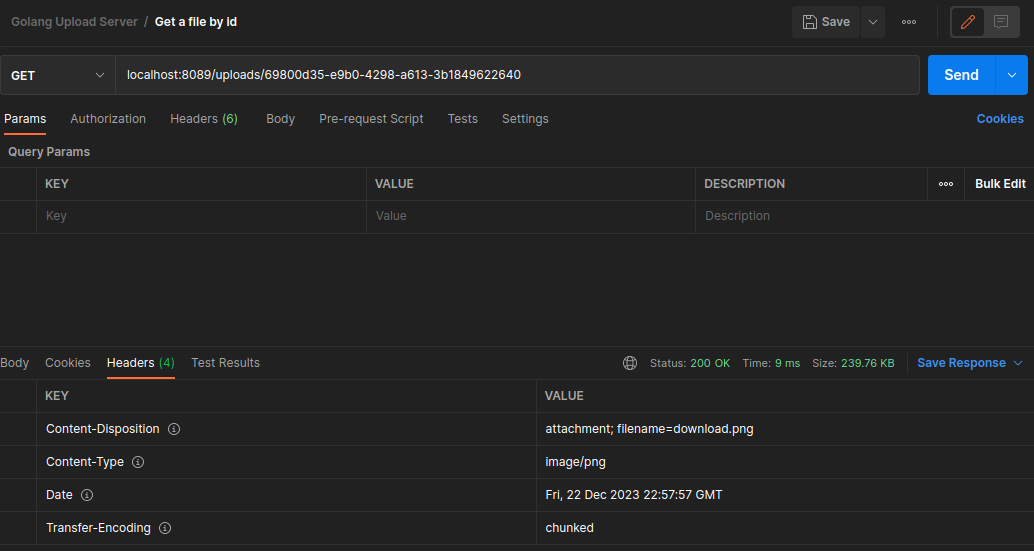 Golang Upload Server / Get a file by id
Save
GET
localhost:8089/uploads/69800d35-e9b0-4298-a613-3b1849622640
Send
Params Authorization Headers (6) Body Pre-request Script Tests Settings Cookies
Query Params
KEY VALUE DESCRIPTION Bulk Edit
Key Value Description
Body Cookies Headers (4) Test Results Status: 200 OK Time: 9 ms Size: 239.76 KB Save Response
KEY VALUE
Content-Disposition attachment; filename=download.png
Content-Type image/png
Date Fri, 22 Dec 2023 22:57:57 GMT
Transfer-Encoding chunked